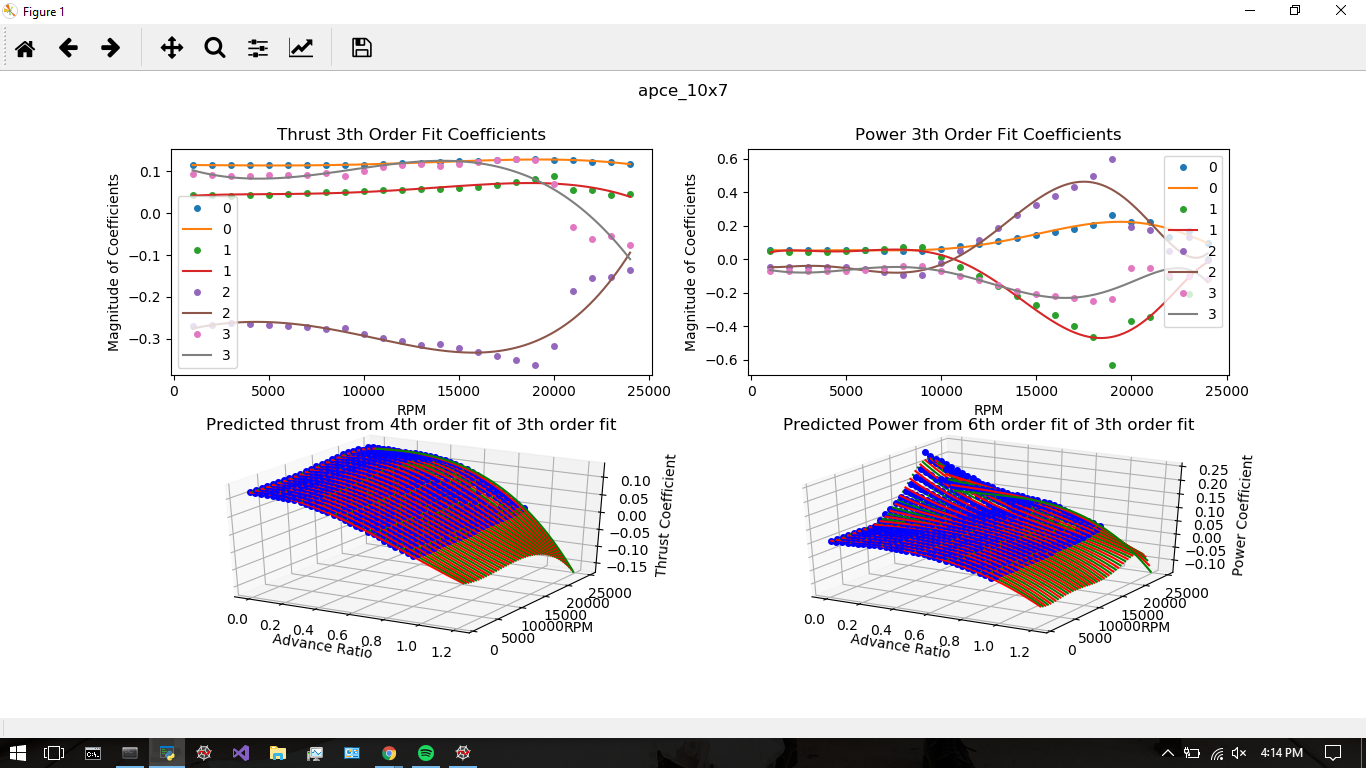 Figure 1
apce_10x7
Thrust 3th Order Fit Coefficients
Magnitude of Coefficients
0.1
0.0
−0.1
−0.2
−0.3
0
0
1
1
2
2
3
3
0 5000 10000 15000 20000 25000
RPM
Power 3th Order Fit Coefficients
Magnitude of Coefficients
0.6
0.4
0.2
0.0
−0.2
−0.4
−0.6
0
0
1
1
2
2
3
3
0 5000 10000 15000 20000 25000
RPM
Predicted thrust from 4th order fit of 3th order fit
0.10
0.05
0.00
−0.05
−0.10
−0.15
Thrust Coefficient
0.0 0.2 0.4 0.6 0.8 1.0 1.2
Advance Ratio
0 5000 10000 15000 20000 25000
RPM
Predicted Power from 6th order fit of 3th order fit
0.25
0.20
0.15
0.10
0.05
0.00
−0.05
−0.10
Power Coefficient
0.0 0.2 0.4 0.6 0.8 1.0 1.2
Advance Ratio
0 5000 10000 15000 20000 25000
RPM
4:14 PM